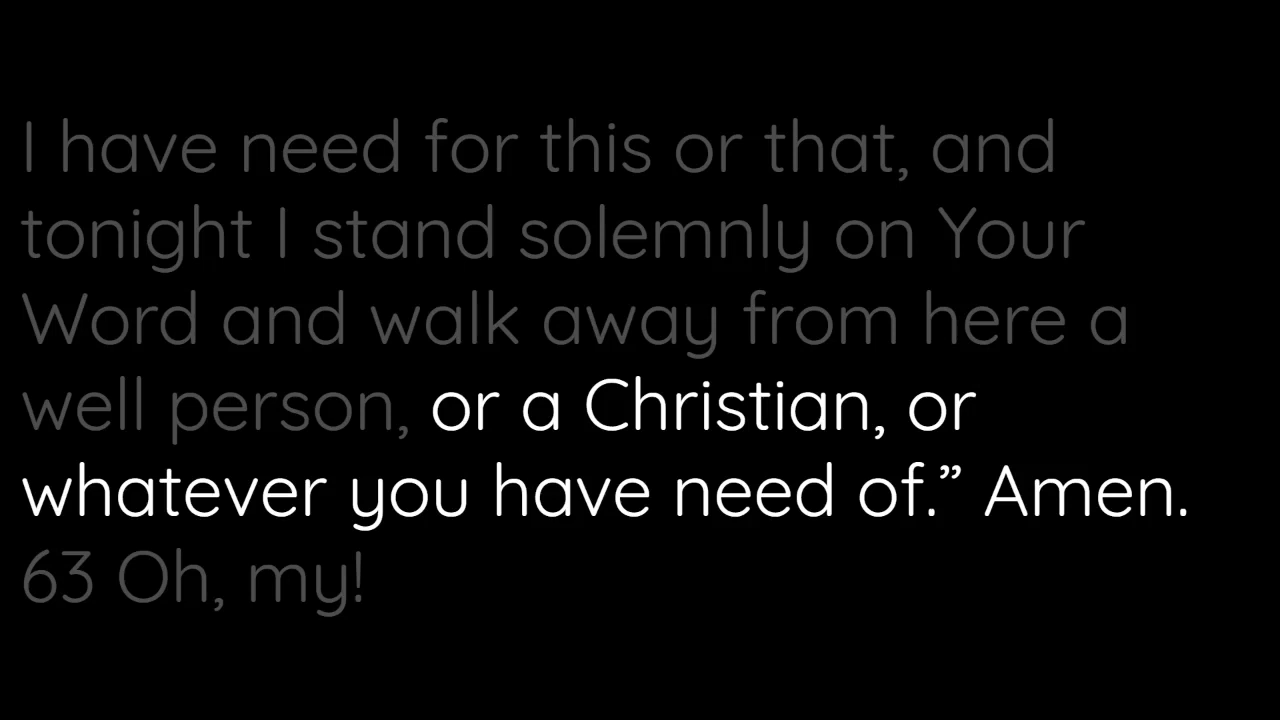 I have need for this or that, and
tonight I stand solemnly on Your
Word and walk away from here a
well person, or a Christian, or
whatever you have need of.” Amen.
63 Oh, my!